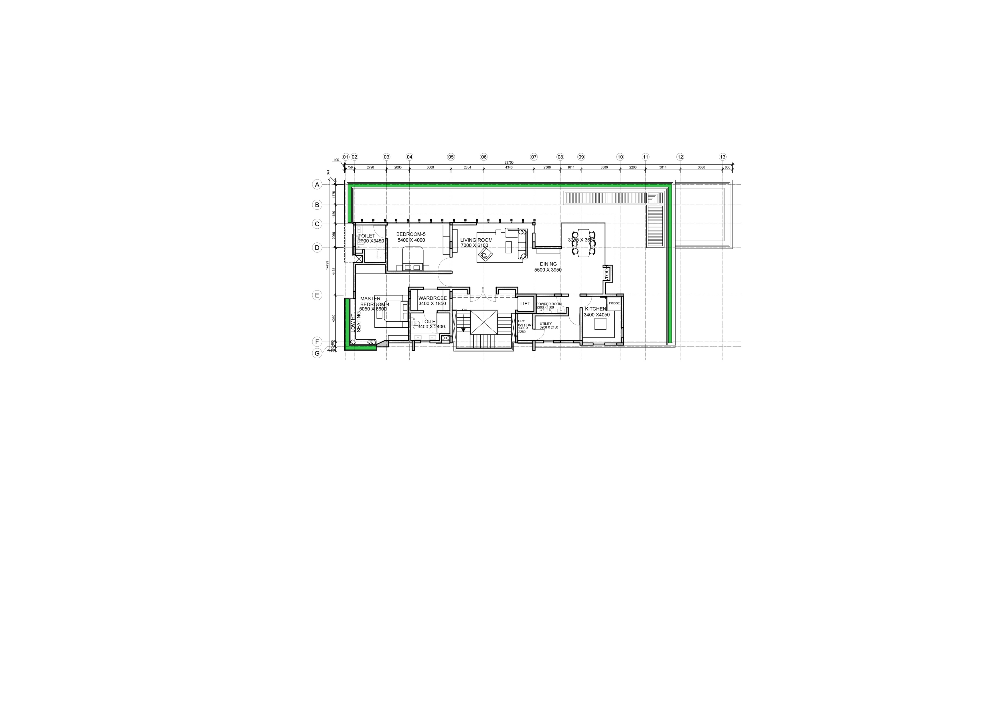 01 02 03 04 05 06 07 08 09 10 11 12 13
100
33700
758 2790 2003 3600 2854 4346 2300 1811 3389 2200 3014 3686 850
374
A
1775
B
1650
C
2065
D
4135
14799
E
4050
F
400
350
G
TOILET
2600 X3450
BEDROOM-5
5400 X 4000
LIVING ROOM
7000 X 6100
3755 X 3650
DINING
5500 X 3950
POOJA
MASTER
BEDROOM-4
5050 X 6600
LOW HT.
SEATING
WARDROBE
3400 X 1850
TOILET
3400 X 2400
DN
LIFT
POWDER ROOM
2200 X 1500
DRY
BALCONY
1300 X
2250
UTILITY
3900 X 2150
KITCHEN
3400 X4050
FRIDGE